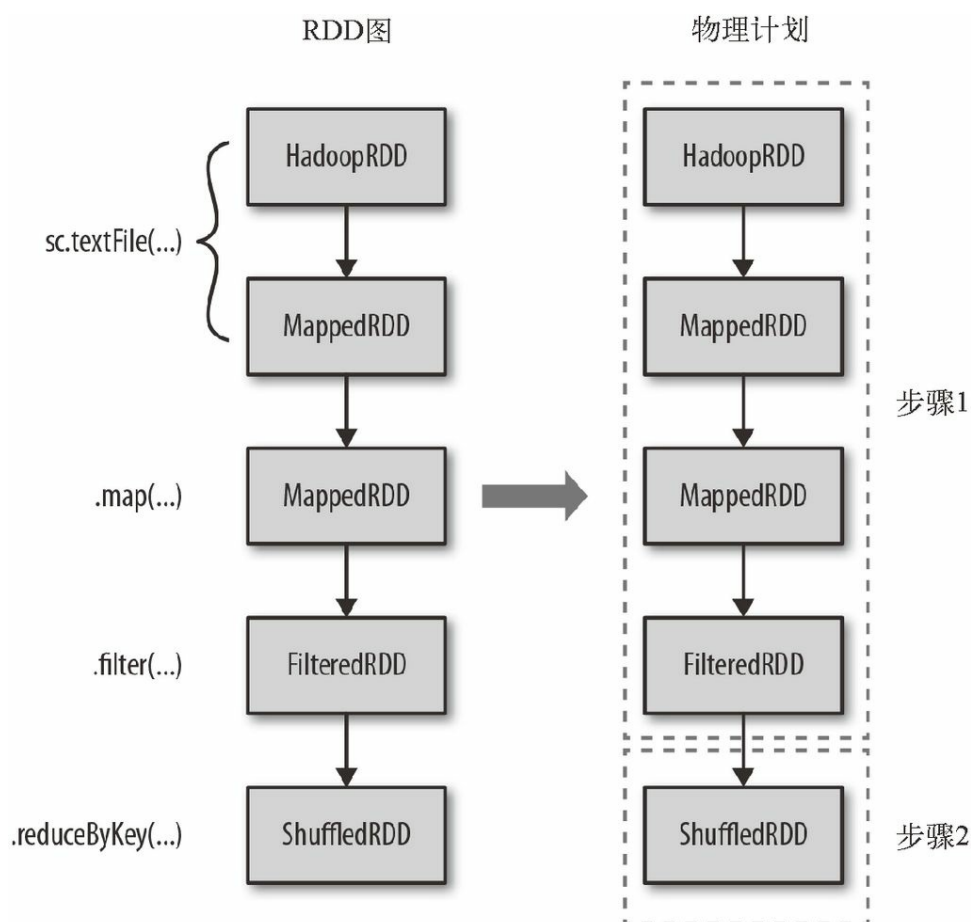 RDD图
物理计划
HadoopRDD
HadoopRDD
sc.textFile(...)
MappedRDD
MappedRDD
步骤1
.map(...)
MappedRDD
MappedRDD
.filter(...)
FilteredRDD
FilteredRDD
.reduceByKey(...)
ShuffledRDD
ShuffledRDD
步骤2